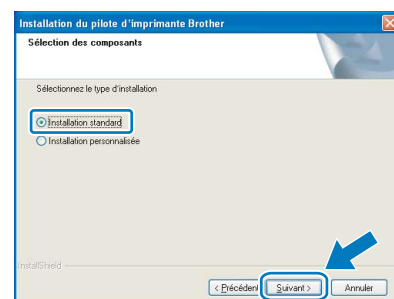 Installation du pilote d'imprimante Brother
Sélection des composants
Sélectionnez le type d'installation
Installation standard
Installation personnalisée
InstallShield
< Précédent Suivant > Annuler